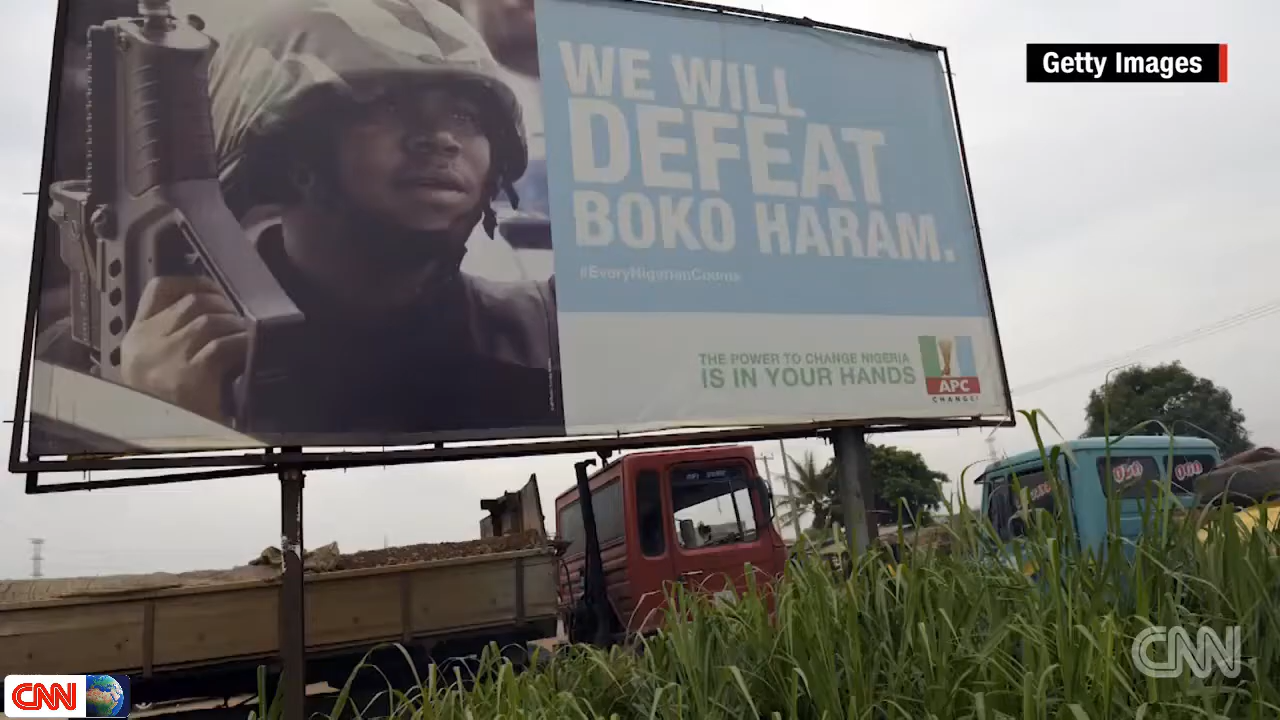 Getty Images
WE WILL
DEFEAT
BOKO HARAM.
#EveryNigerianCounts
THE POWER TO CHANGE NIGERIA
IS IN YOUR HANDS
APC
CHANGE!
CNN
CNN